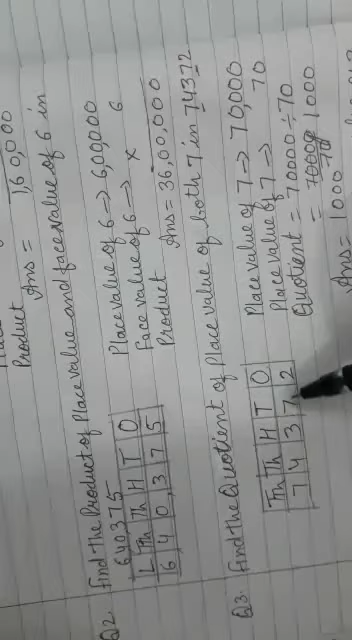 Product 1,60,000
Ans =
Q2. Find the Product of Place value and face value of 6 in
640375
L TTh Th H T O
6 4 0, 3 7 5
Place value of 6 → 6,00,000
Face value of 6 → × 6
Product Ans = 36,00,000
Q3. Find the Quotient of Place value of both 7 in 74372
TTh Th H T O
7 4 3 7 2
Place value of 7 → 70,000
Place value of 7 → 70
Quotient = 70000 ÷ 70
= 70000 1000
70
Ans = 1000